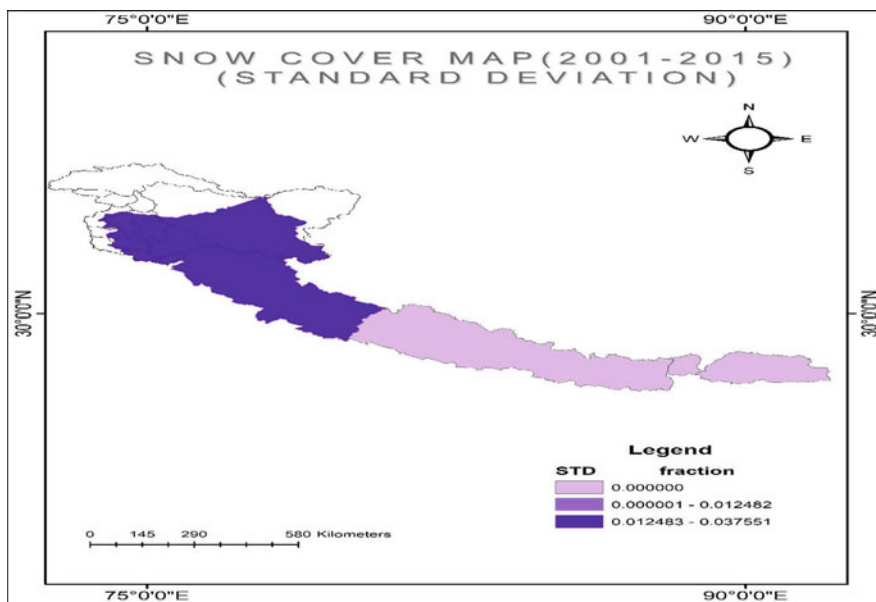 75°0'0"E 90°0'0"E
SNOW COVER MAP(2001-2015)
(STANDARD DEVIATION)
N
W E
S
30°0'0"N 30°0'0"N
Legend
STD fraction
0.000000
0.000001 - 0.012482
0.012483 - 0.037551
0 145 290 580 Kilometers
75°0'0"E 90°0'0"E